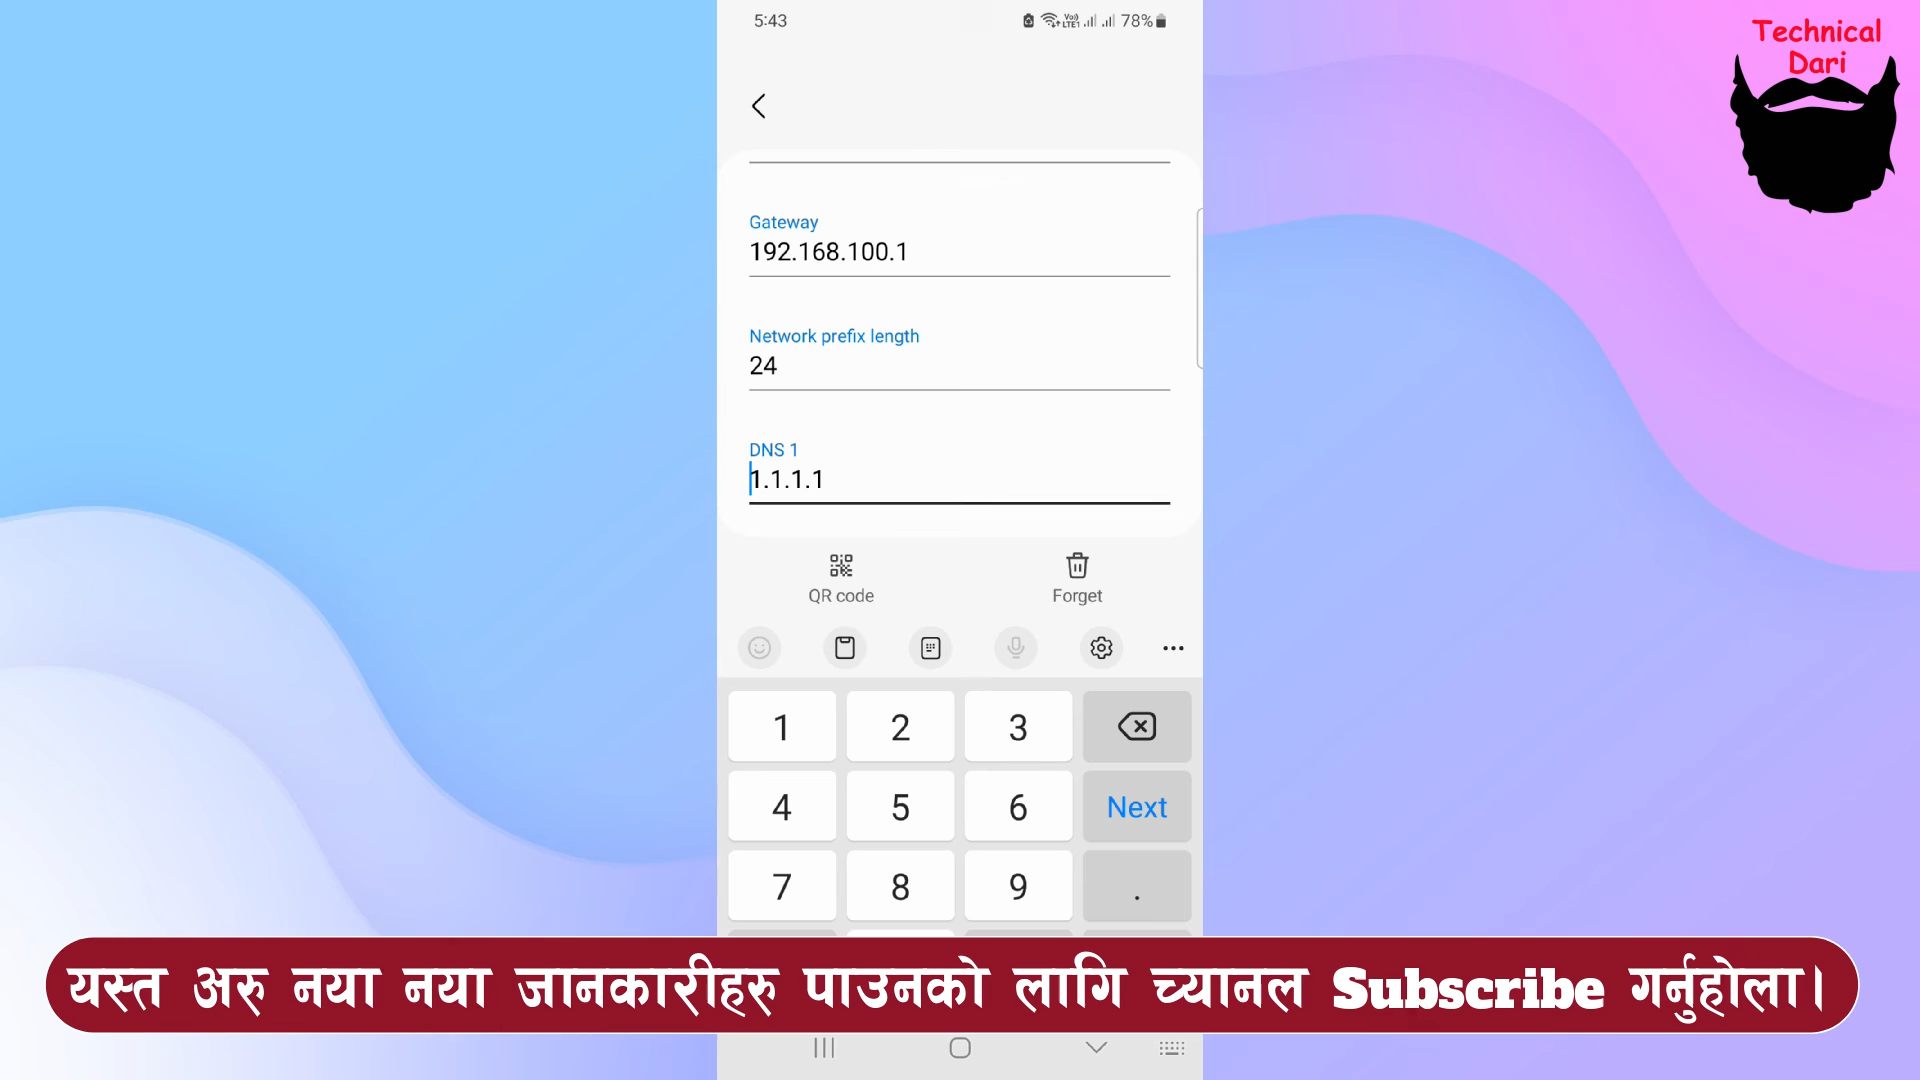 5:43
Vo)) LTE1 78%
Technical
Dari
Gateway
192.168.100.1
Network prefix length
24
DNS 1
1.1.1.1
QR code Forget
1 2 3
4 5 6 Next
7 8 9 .
यस्त अरु नया नया जानकारीहरु पाउनको लागि च्यानल Subscribe गर्नुहोला।